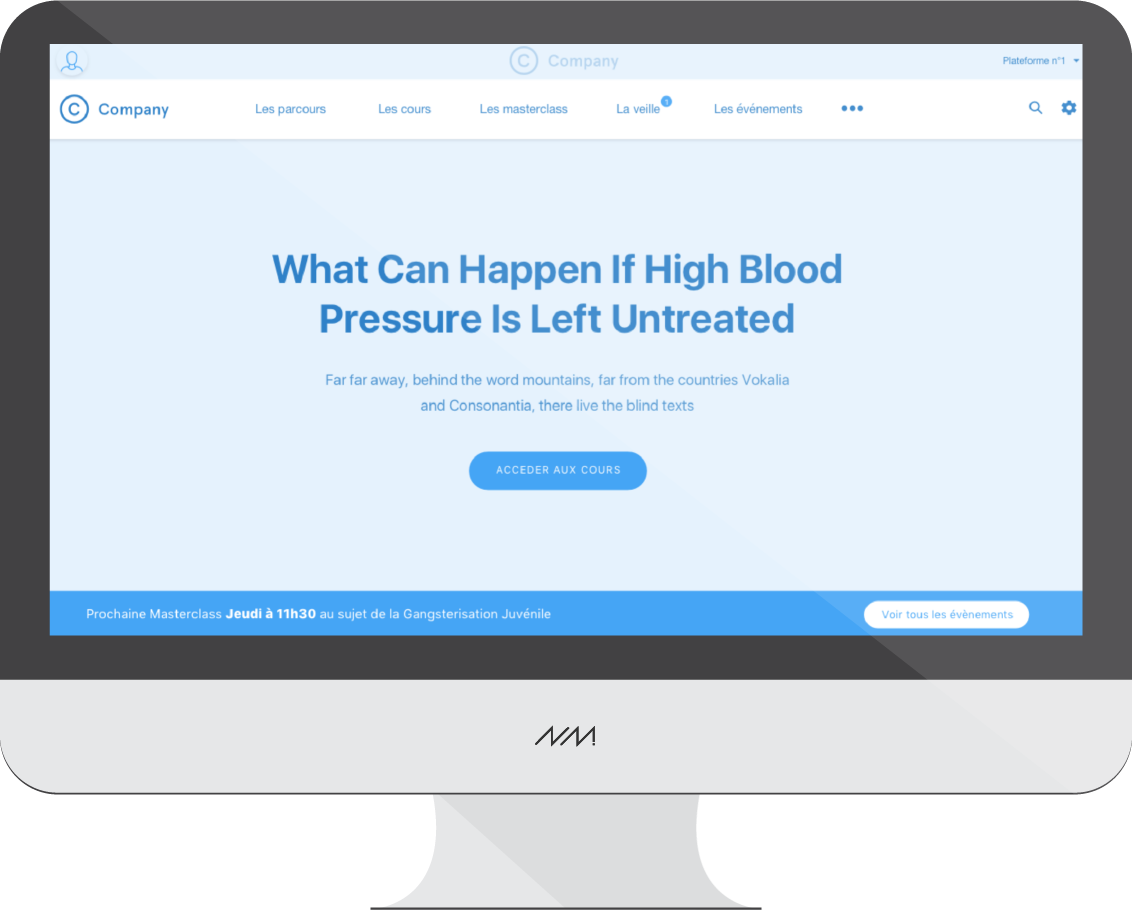 C Company
Plateforme n°1
C Company
Les parcours
Les cours
Les masterclass
La veille
1
Les événements
What Can Happen If High Blood
Pressure Is Left Untreated
Far far away, behind the word mountains, far from the countries Vokalia
and Consonantia, there live the blind texts
ACCEDER AUX COURS
Prochaine Masterclass Jeudi à 11h30 au sujet de la Gangsterisation Juvénile
Voir tous les évènements
NM!